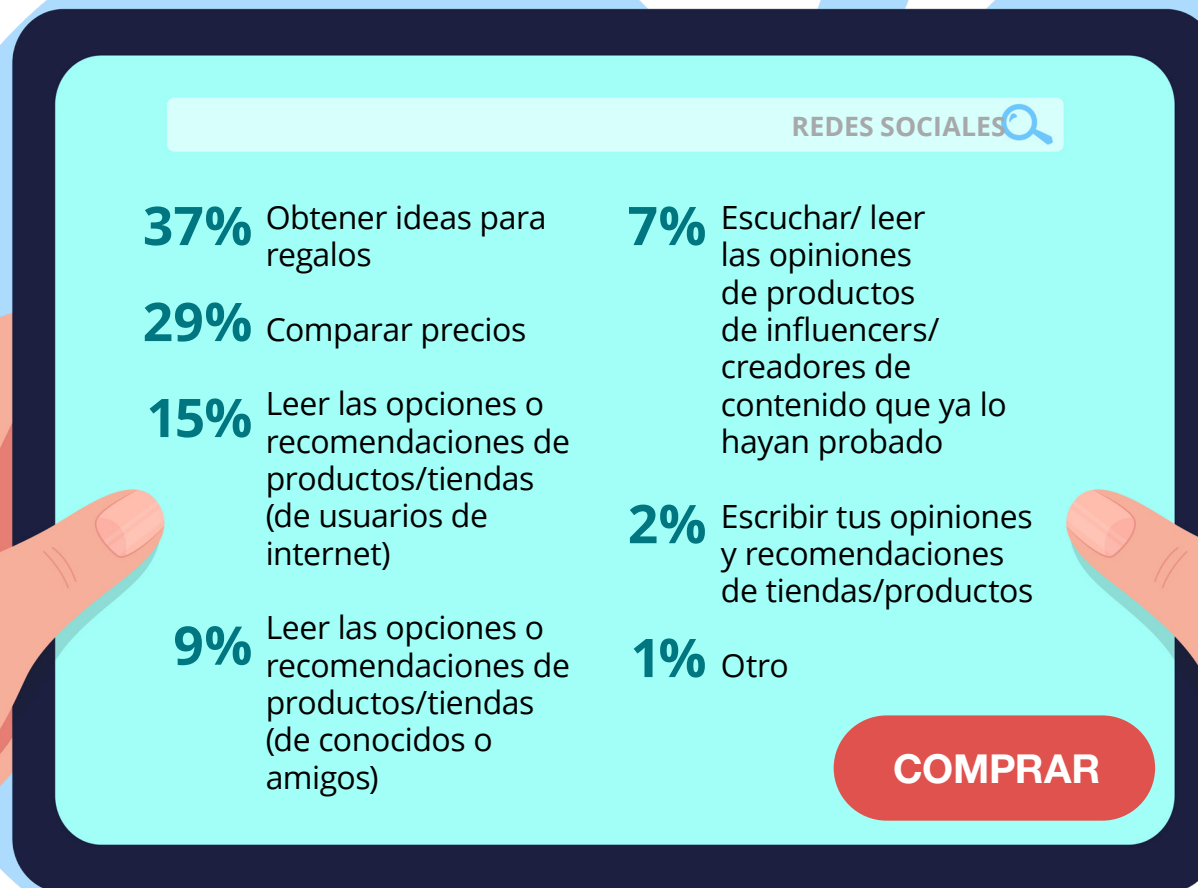 REDES SOCIALES
37% Obtener ideas para
regalos
29% Comparar precios
15% Leer las opciones o
recomendaciones de
productos/tiendas
(de usuarios de
internet)
9% Leer las opciones o
recomendaciones de
productos/tiendas
(de conocidos o
amigos)
7% Escuchar/ leer
las opiniones
de productos
de influencers/
creadores de
contenido que ya lo
hayan probado
2% Escribir tus opiniones
y recomendaciones
de tiendas/productos
1% Otro
COMPRAR